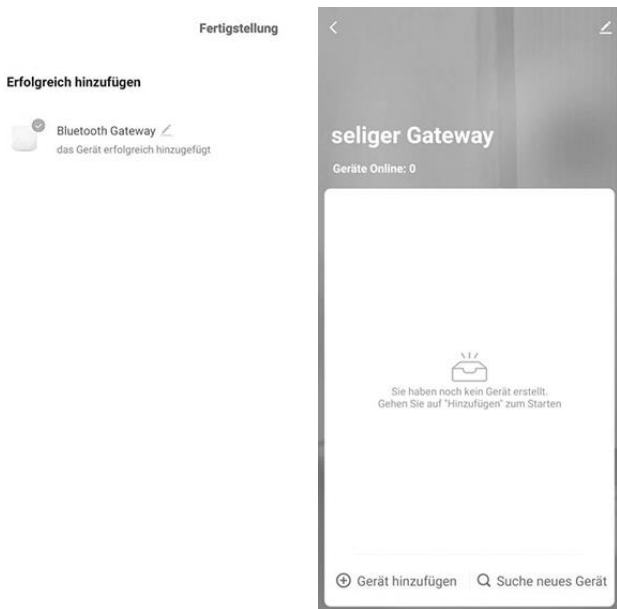 Fertigstellung
Erfolgreich hinzufügen
Bluetooth Gateway
das Gerät erfolgreich hinzugefügt
seliger Gateway
Geräte Online: 0
Sie haben noch kein Gerät erstellt.
Gehen Sie auf "Hinzufügen" zum Starten
Gerät hinzufügen
Suche neues Gerät